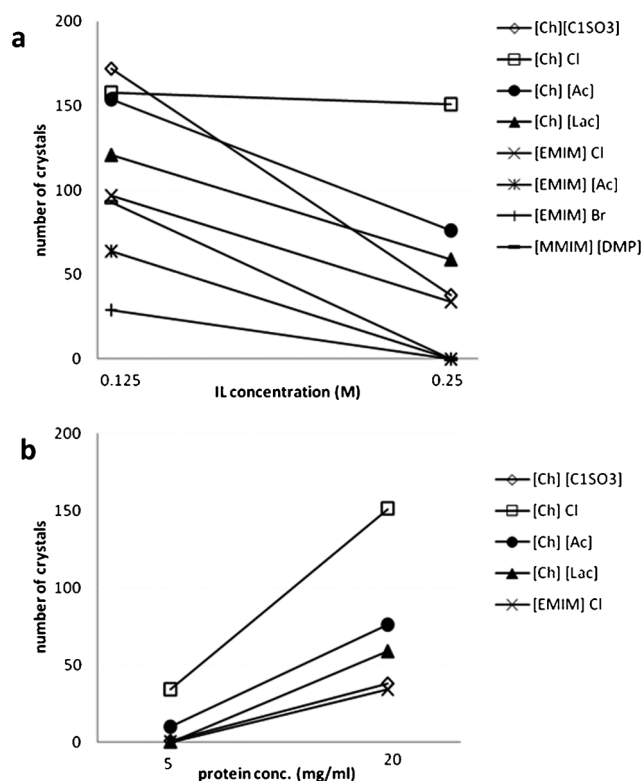 a
200
150
100
50
0
number of crystals
0.125
0.25
IL concentration (M)
[Ch][C1SO3]
[Ch] Cl
[Ch] [Ac]
[Ch] [Lac]
[EMIM] Cl
[EMIM] [Ac]
[EMIM] Br
[MMIM] [DMP]
b
200
150
100
50
0
number of crystals
5
20
protein conc. (mg/ml)
[Ch] [C1SO3]
[Ch] Cl
[Ch] [Ac]
[Ch] [Lac]
[EMIM] Cl